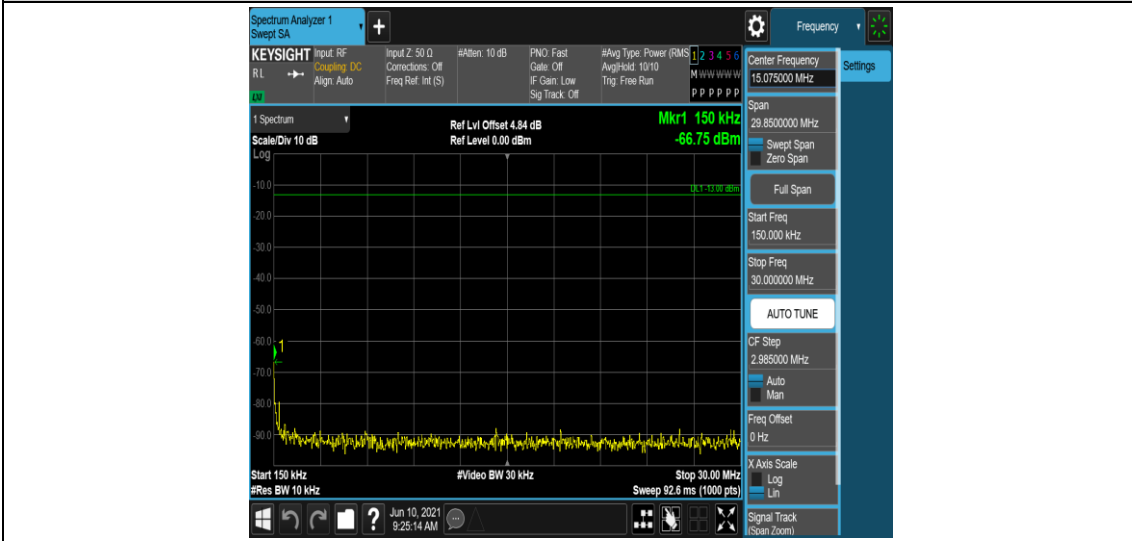 Spectrum Analyzer 1
Swept SA
+
Frequency
KEYSIGHT
RL
Input: RF
Coupling: DC
Align: Auto
Input Z: 50 Ω
Corrections: Off
Freq Ref: Int (S)
#Atten: 10 dB
PNO: Fast
Gate: Off
IF Gain: Low
Sig Track: Off
#Avg Type: Power (RMS
Avg|Hold: 10/10
Trig: Free Run
1 2 3 4 5 6
M W W W W W
P P P P P P
1 Spectrum
Scale/Div 10 dB
Log
Ref Lvl Offset 4.84 dB
Ref Level 0.00 dBm
Mkr1 150 kHz
-66.75 dBm
DL1 -13.00 dBm
-10.0
-20.0
-30.0
-40.0
-50.0
-60.0
1
-70.0
-80.0
-90.0
Start 150 kHz
#Res BW 10 kHz
#Video BW 30 kHz
Stop 30.00 MHz
Sweep 92.6 ms (1000 pts)
?
Jun 10, 2021
9:25:14 AM
Center Frequency
15.075000 MHz
Settings
Span
29.8500000 MHz
Swept Span
Zero Span
Full Span
Start Freq
150.000 kHz
Stop Freq
30.000000 MHz
AUTO TUNE
CF Step
2.985000 MHz
Auto
Man
Freq Offset
0 Hz
X Axis Scale
Log
Lin
Signal Track
(Span Zoom)